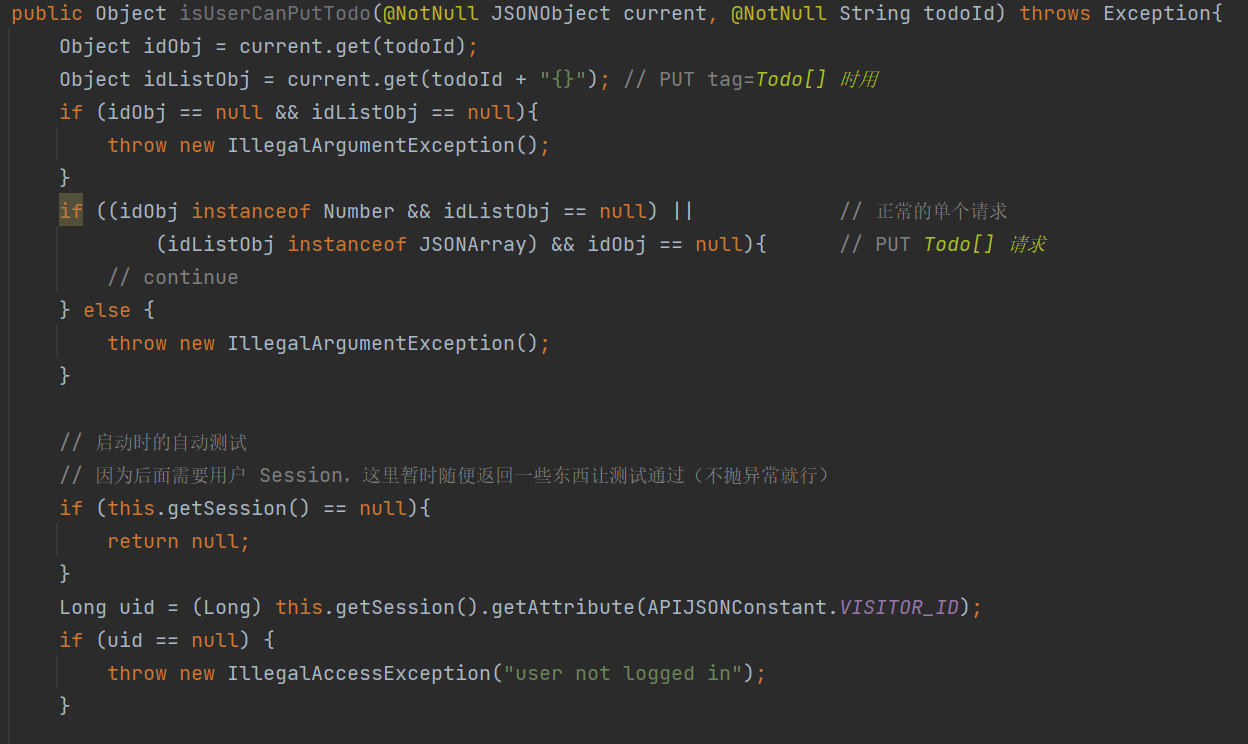 public Object isUserCanPutTodo(@NotNull JSONObject current, @NotNull String todoId) throws Exception{
Object idObj = current.get(todoId);
Object idListObj = current.get(todoId + "{}"); // PUT tag=Todo[] 时用
if (idObj == null && idListObj == null){
throw new IllegalArgumentException();
}
if ((idObj instanceof Number && idListObj == null) || // 正常的单个请求
(idListObj instanceof JSONArray) && idObj == null){ // PUT Todo[] 请求
// continue
} else {
throw new IllegalArgumentException();
}
// 启动时的自动测试
// 因为后面需要用户 Session，这里暂时随便返回一些东西让测试通过（不抛异常就行）
if (this.getSession() == null){
return null;
}
Long uid = (Long) this.getSession().getAttribute(APIJSONConstant.VISITOR_ID);
if (uid == null) {
throw new IllegalAccessException("user not logged in");
}